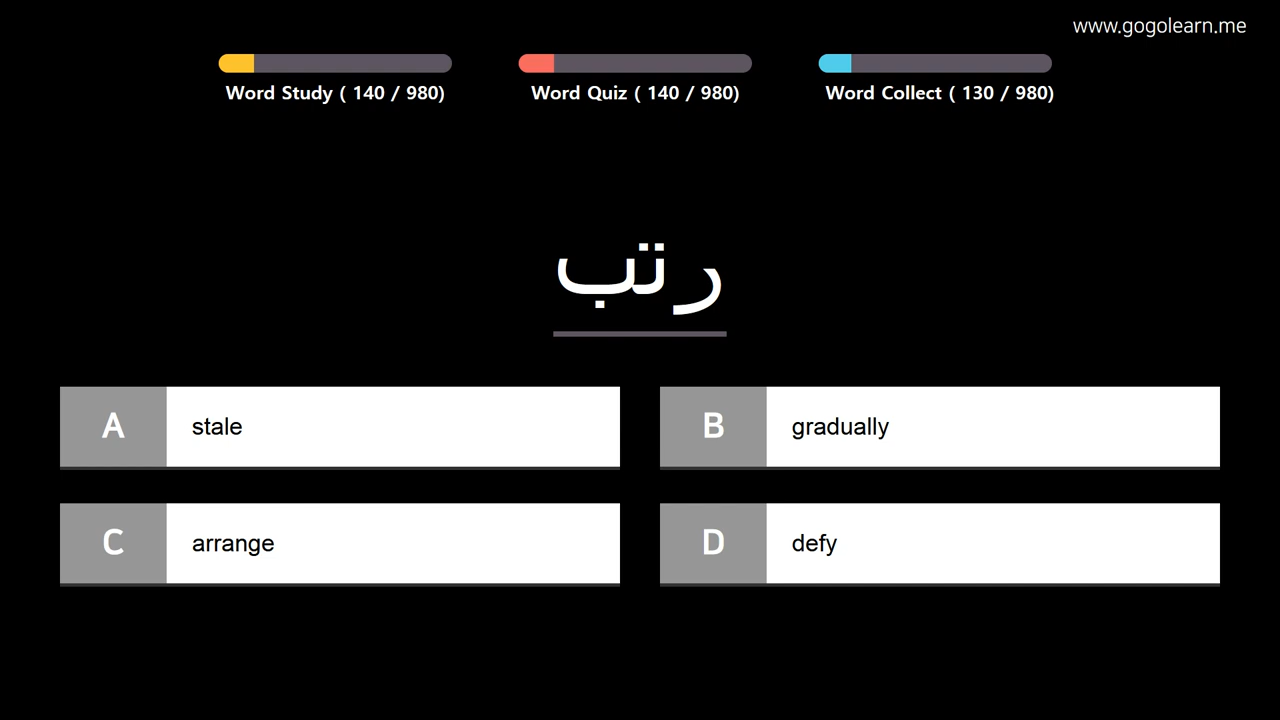 www.gogolearn.me
Word Study ( 140 / 980)
Word Quiz ( 140 / 980)
Word Collect ( 130 / 980)
رتب
A stale
B gradually
C arrange
D defy